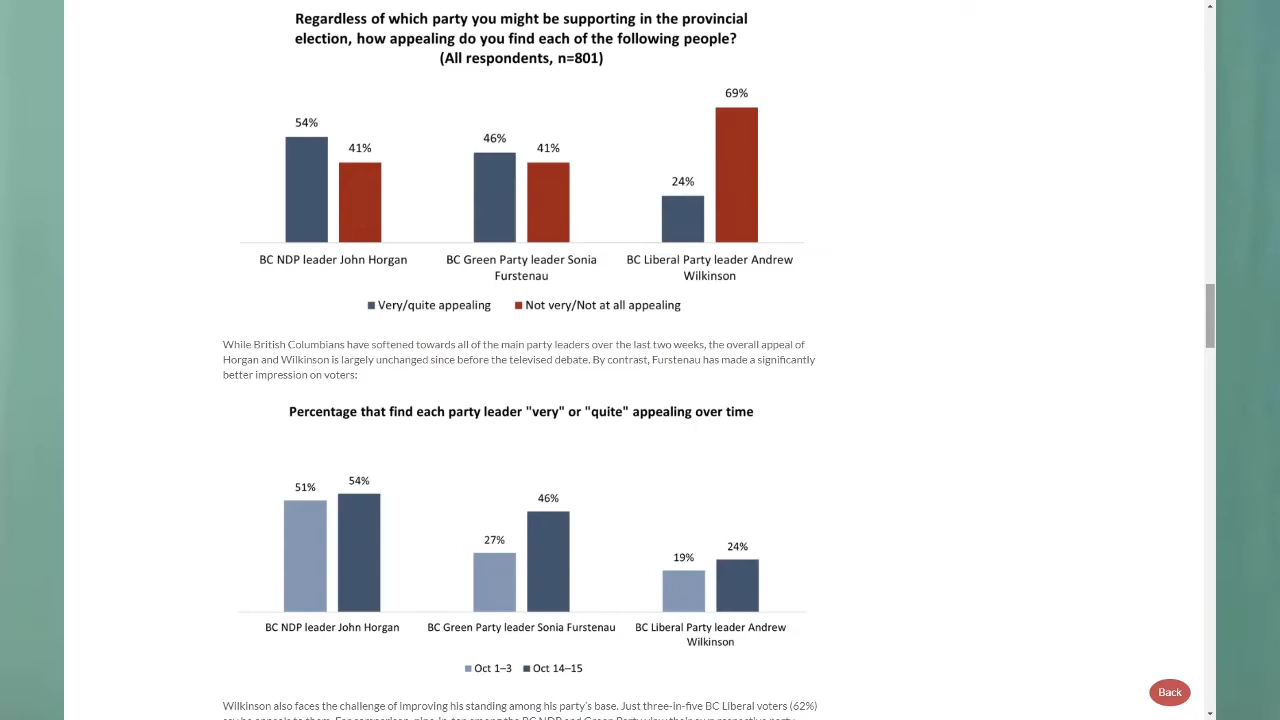 Regardless of which party you might be supporting in the provincial
election, how appealing do you find each of the following people?
(All respondents, n=801)
69%
54%
46%
41%
41%
24%
BC NDP leader John Horgan
BC Green Party leader Sonia
Furstenau
BC Liberal Party leader Andrew
Wilkinson
Very/quite appealing
Not very/Not at all appealing
While British Columbians have softened towards all of the main party leaders over the last two weeks, the overall appeal of
Horgan and Wilkinson is largely unchanged since before the televised debate. By contrast, Furstenau has made a significantly
better impression on voters:
Percentage that find each party leader "very" or "quite" appealing over time
51%
54%
27%
46%
19%
24%
BC NDP leader John Horgan
BC Green Party leader Sonia Furstenau
BC Liberal Party leader Andrew
Wilkinson
Oct 1–3
Oct 14–15
Back
Wilkinson also faces the challenge of improving his standing among his party's base. Just three-in-five BC Liberal voters (62%)